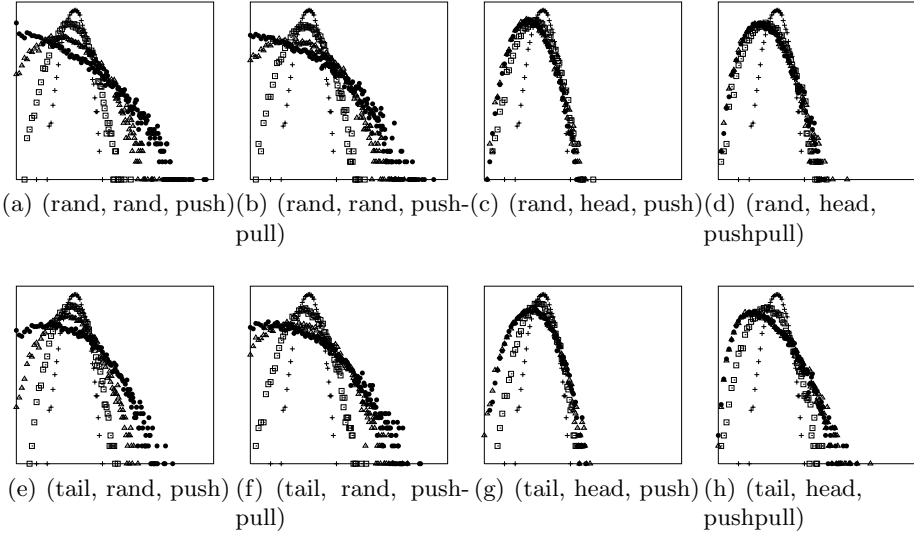 (a) (rand, rand, push)
(b) (rand, rand, push-
pull)
(c) (rand, head, push)
(d) (rand, head,
pushpull)
(e) (tail, rand, push)
(f) (tail, rand, push-
pull)
(g) (tail, head, push)
(h) (tail, head,
pushpull)